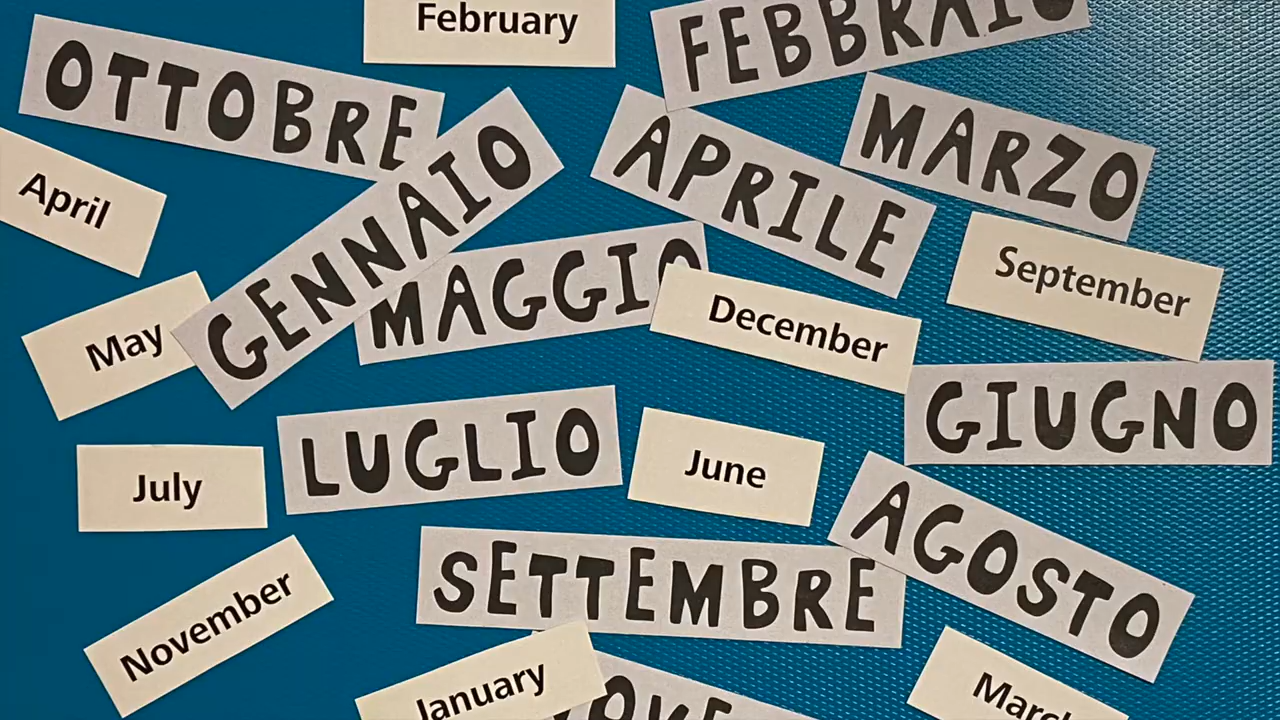 February
FEBBRAIO
OTTOBRE
MARZO
APRILE
April
GENNAIO
September
MAGGIO
December
May
GIUGNO
LUGLIO
June
July
AGOSTO
SETTEMBRE
November
January
March